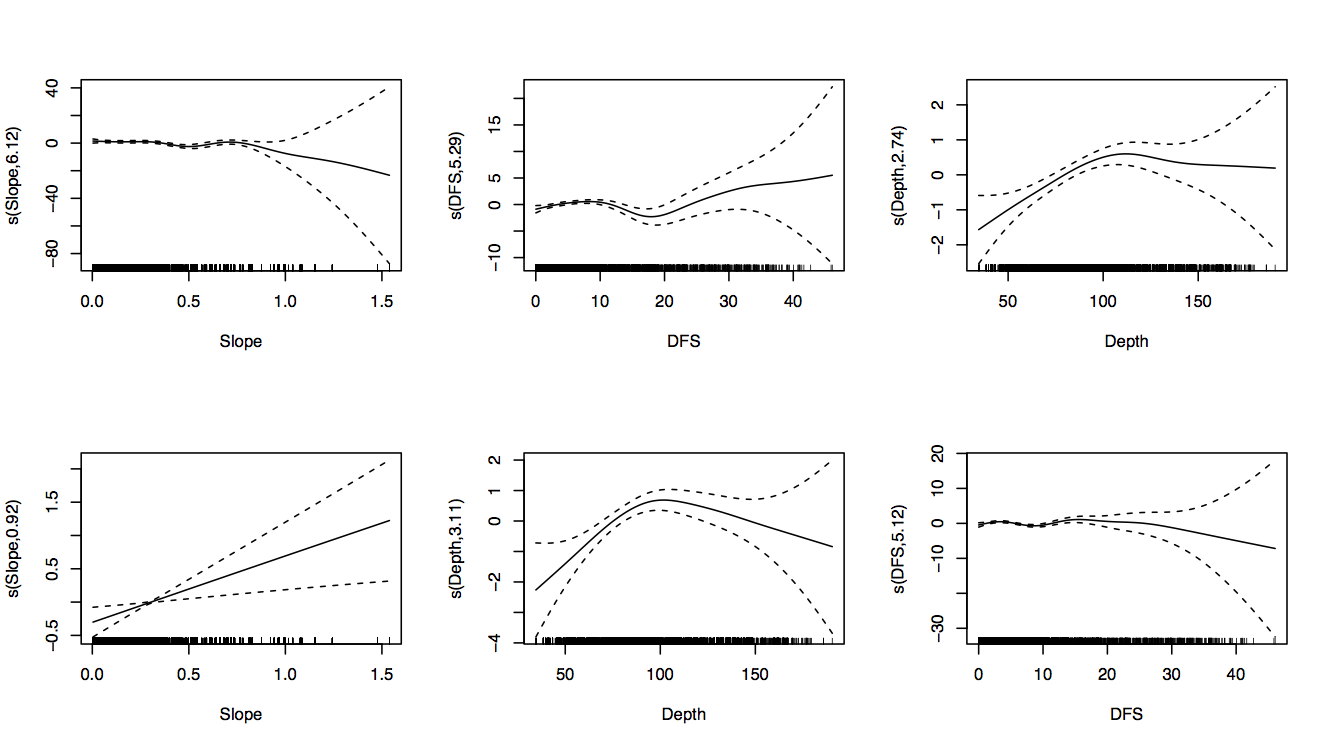 s(Slope,6.12)
40
0
−40
−80
0.0 0.5 1.0 1.5
Slope
s(DFS,5.29)
15
5
0
−10
0 10 20 30 40
DFS
s(Depth,2.74)
2
1
0
−1
−2
50 100 150
Depth
s(Slope,0.92)
1.5
0.5
−0.5
0.0 0.5 1.0 1.5
Slope
s(Depth,3.11)
2
1
0
−2
−4
50 100 150
Depth
s(DFS,5.12)
20
10
0
−10
−30
0 10 20 30 40
DFS